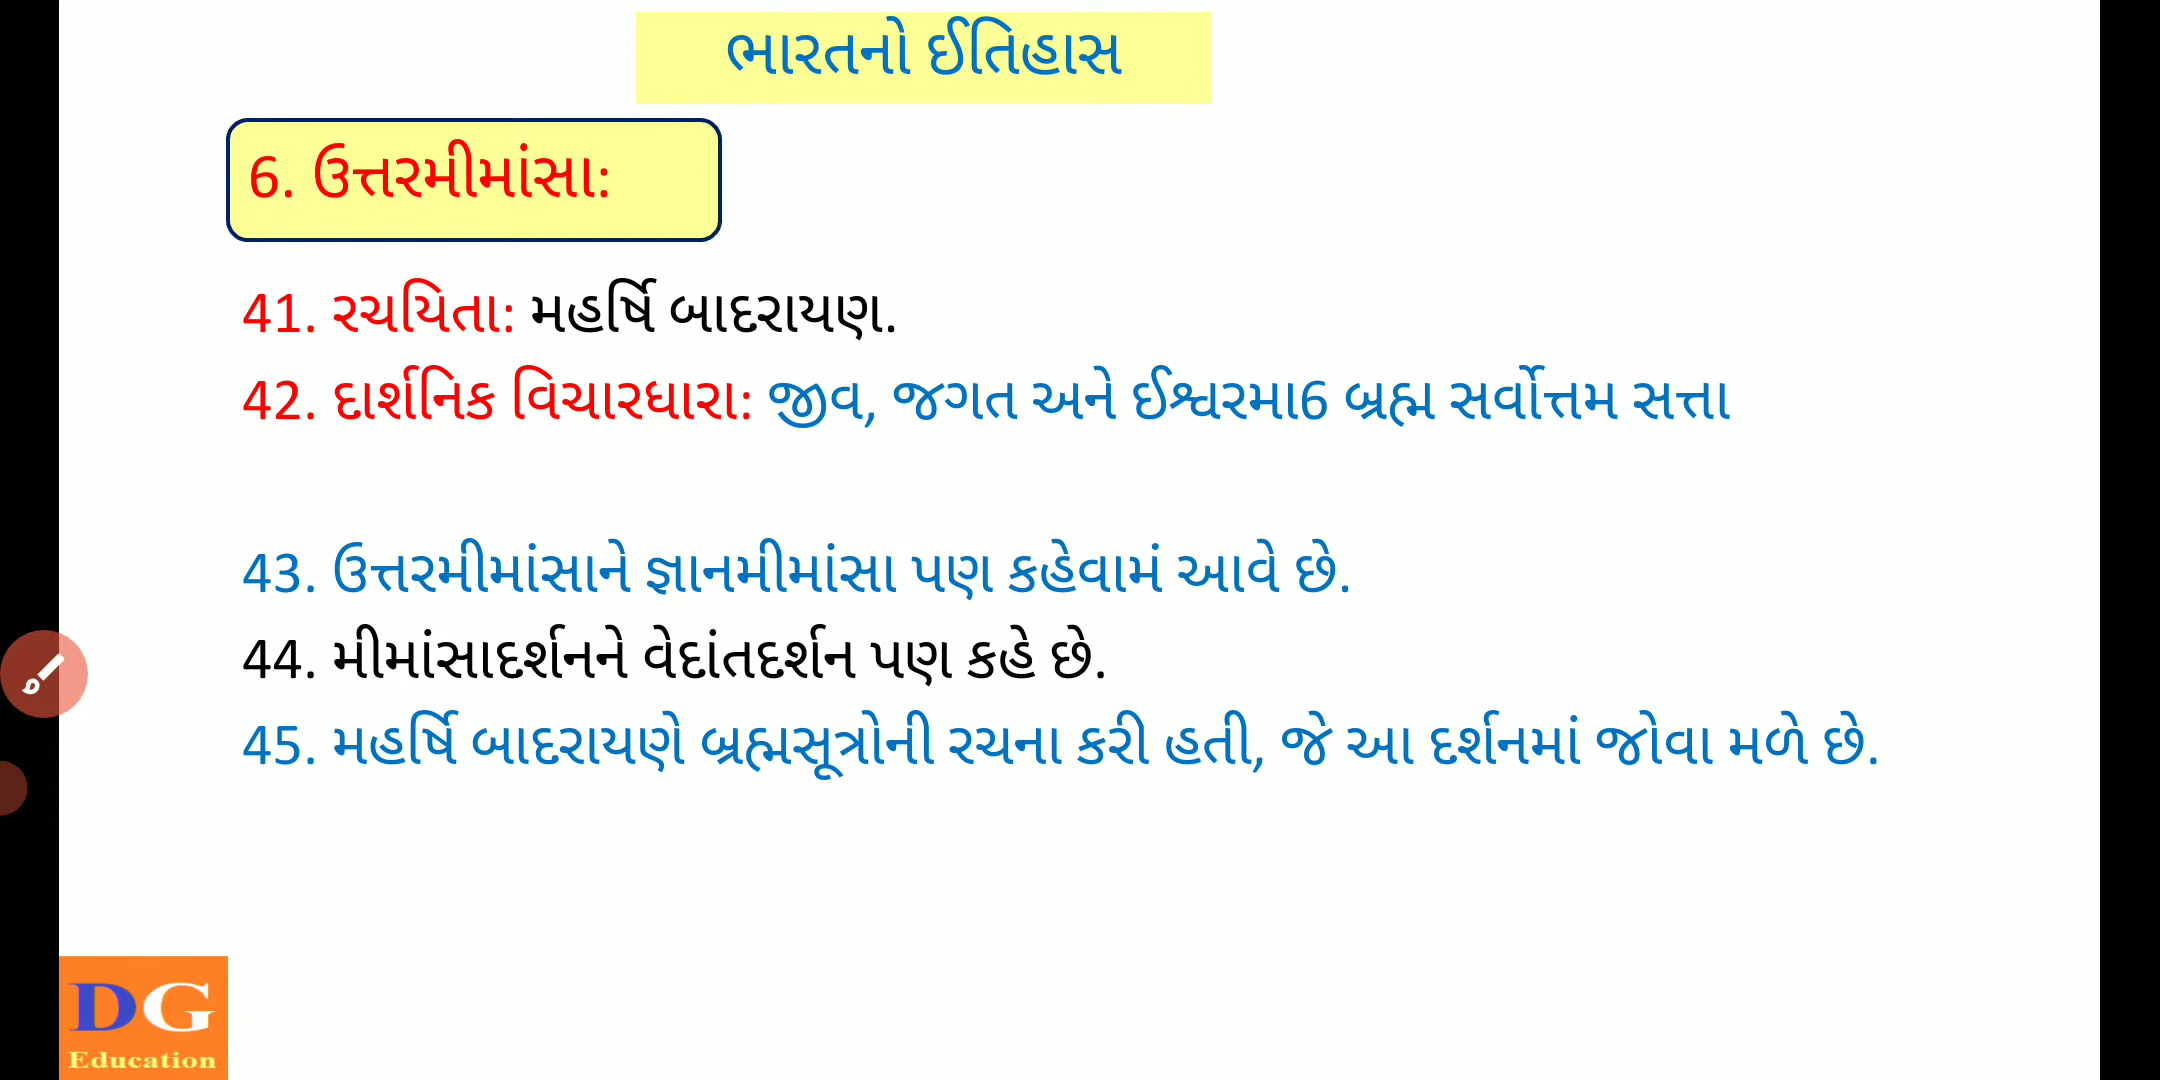 ભારતનો ઈતિહાસ
6. ઉત્તરમીમાંસા:
41. રચયિતા: મહર્ષિ બાદરાયણ.
42. દાર્શનિક વિચારધારા: જીવ, જગત અને ઈશ્વરમા6 બ્રહ્મ સર્વોત્તમ સત્તા
43. ઉત્તરમીમાંસાને જ્ઞાનમીમાંસા પણ કહેવામં આવે છે.
44. મીમાંસાદર્શનને વેદાંતદર્શન પણ કહે છે.
45. મહર્ષિ બાદરાયણે બ્રહ્મસૂત્રોની રચના કરી હતી, જે આ દર્શનમાં જોવા મળે છે.
DG
Education